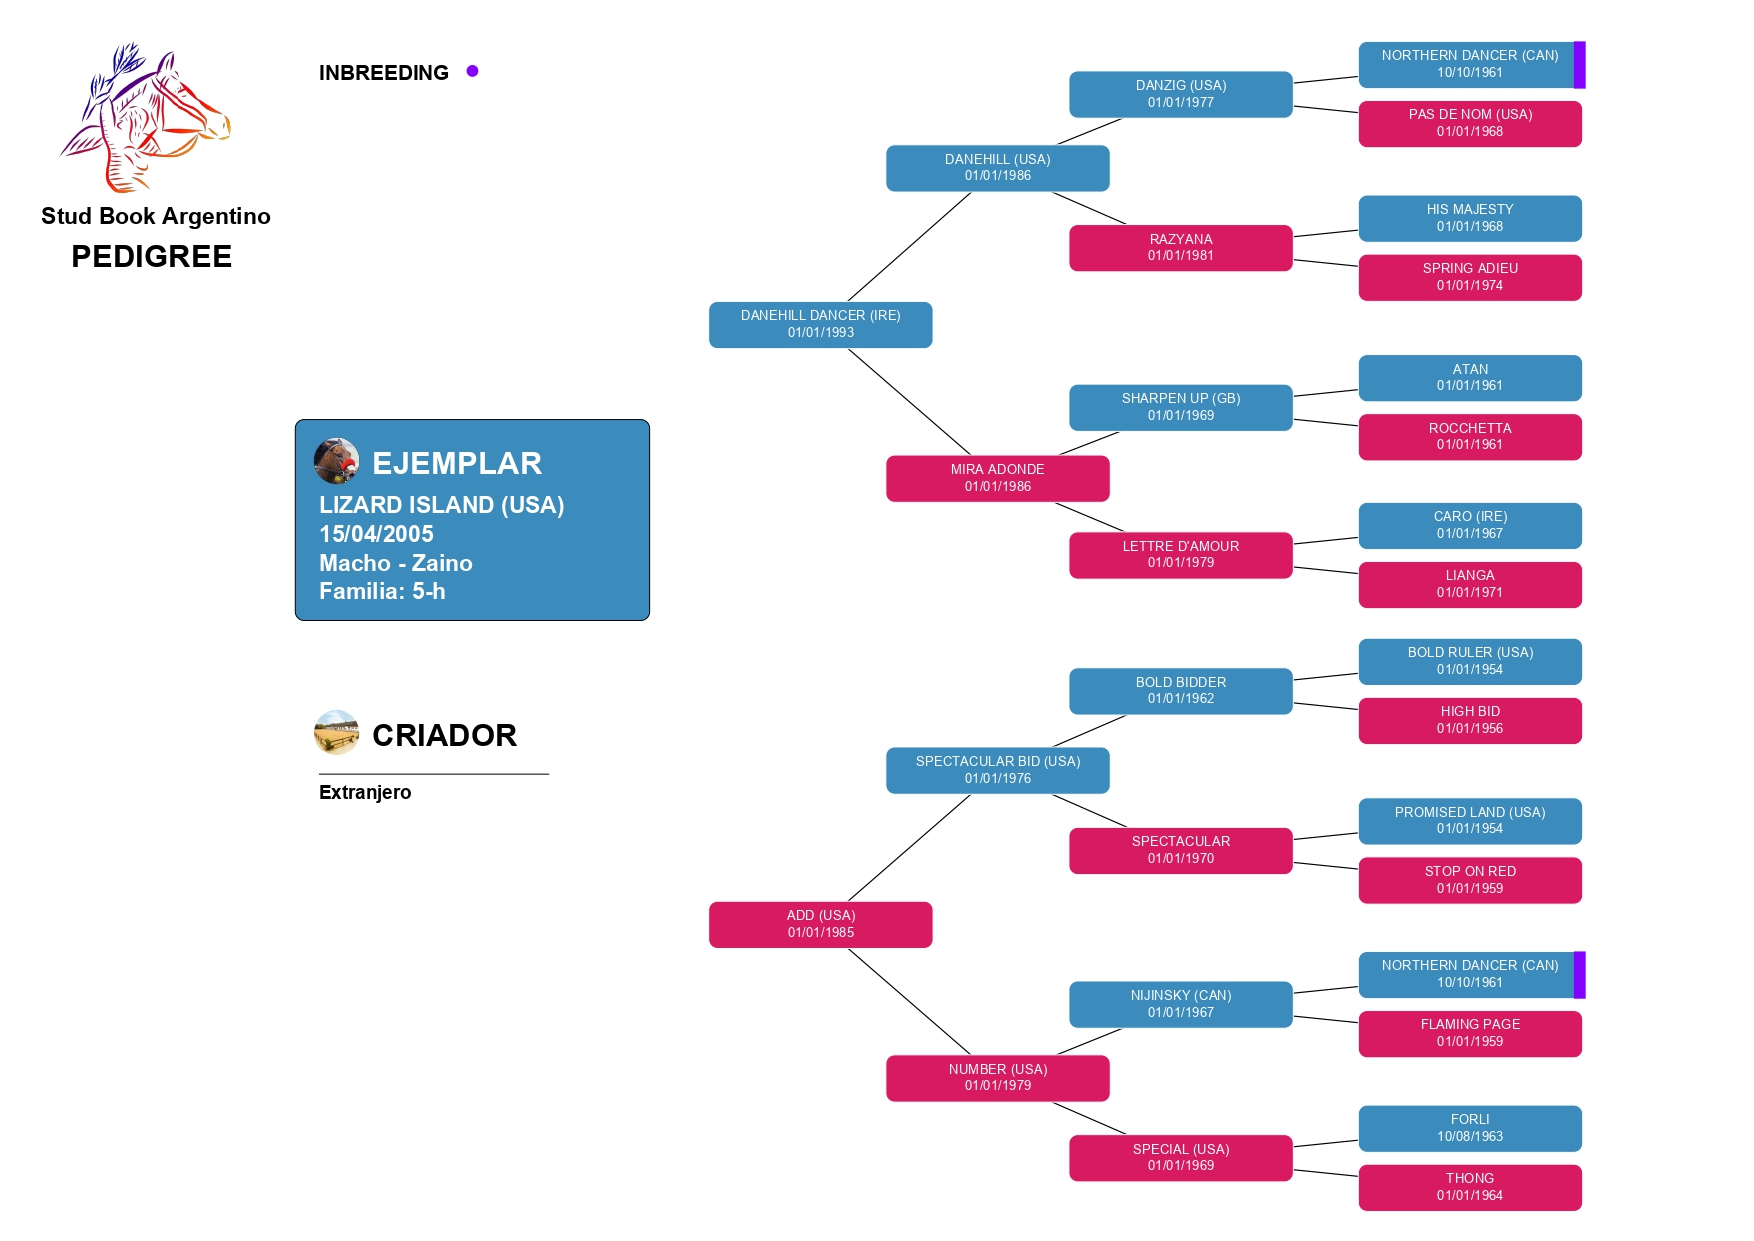 Stud Book Argentino
PEDIGREE
INBREEDING
EJEMPLAR
LIZARD ISLAND (USA)
15/04/2005
Macho - Zaino
Familia: 5-h
CRIADOR
Extranjero
DANEHILL DANCER (IRE)
01/01/1993
ADD (USA)
01/01/1985
DANEHILL (USA)
01/01/1986
MIRA ADONDE
01/01/1986
SPECTACULAR BID (USA)
01/01/1976
NUMBER (USA)
01/01/1979
DANZIG (USA)
01/01/1977
RAZYANA
01/01/1981
SHARPEN UP (GB)
01/01/1969
LETTRE D'AMOUR
01/01/1979
BOLD BIDDER
01/01/1962
SPECTACULAR
01/01/1970
NIJINSKY (CAN)
01/01/1967
SPECIAL (USA)
01/01/1969
NORTHERN DANCER (CAN)
10/10/1961
PAS DE NOM (USA)
01/01/1968
HIS MAJESTY
01/01/1968
SPRING ADIEU
01/01/1974
ATAN
01/01/1961
ROCCHETTA
01/01/1961
CARO (IRE)
01/01/1967
LIANGA
01/01/1971
BOLD RULER (USA)
01/01/1954
HIGH BID
01/01/1956
PROMISED LAND (USA)
01/01/1954
STOP ON RED
01/01/1959
NORTHERN DANCER (CAN)
10/10/1961
FLAMING PAGE
01/01/1959
FORLI
10/08/1963
THONG
01/01/1964